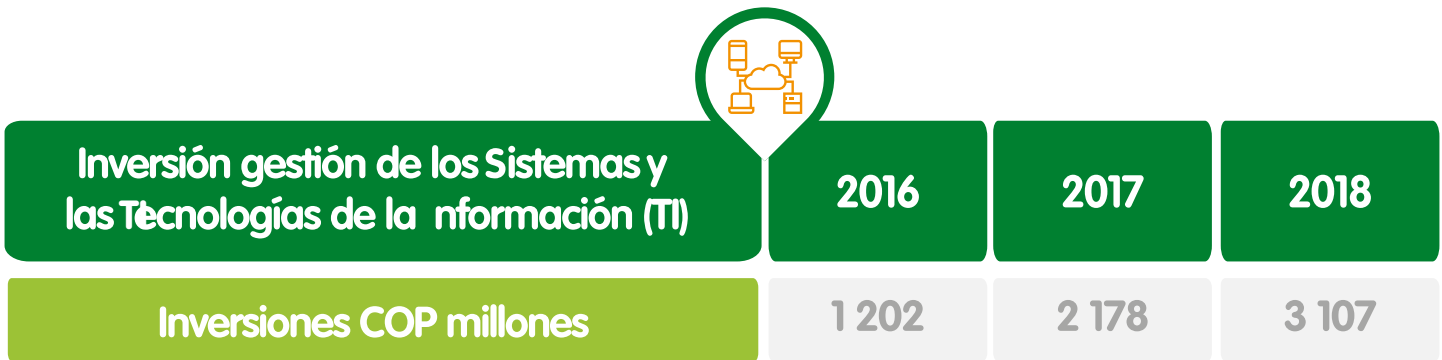 Inversión gestión de los Sistemas y 2016 2017 2018
las Tecnologías de la nformación (TI)
Inversiones COP millones 1 202 2 178 3 107